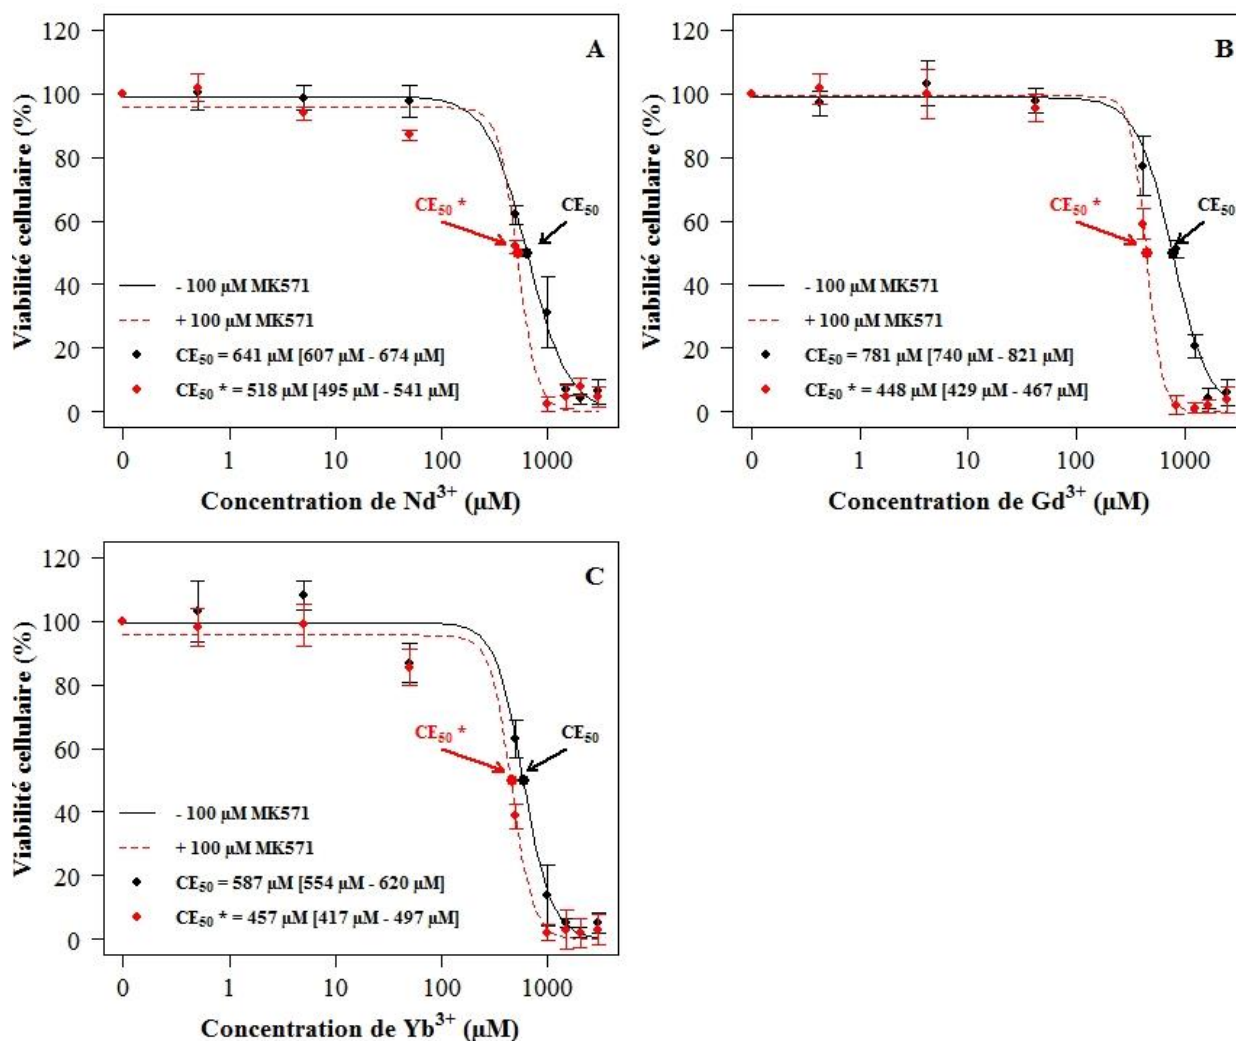 A
Viabilité cellulaire (%)
120
100
80
60
40
20
0
CE50 *
CE50
- 100 µM MK571
+ 100 µM MK571
CE50 = 641 µM [607 µM - 674 µM]
CE50 * = 518 µM [495 µM - 541 µM]
0 1 10 100 1000
Concentration de Nd3+ (µM)
B
Viabilité cellulaire (%)
120
100
80
60
40
20
0
CE50 *
CE50
- 100 µM MK571
+ 100 µM MK571
CE50 = 781 µM [740 µM - 821 µM]
CE50 * = 448 µM [429 µM - 467 µM]
0 1 10 100 1000
Concentration de Gd3+ (µM)
C
Viabilité cellulaire (%)
120
100
80
60
40
20
0
CE50 *
CE50
- 100 µM MK571
+ 100 µM MK571
CE50 = 587 µM [554 µM - 620 µM]
CE50 * = 457 µM [417 µM - 497 µM]
0 1 10 100 1000
Concentration de Yb3+ (µM)